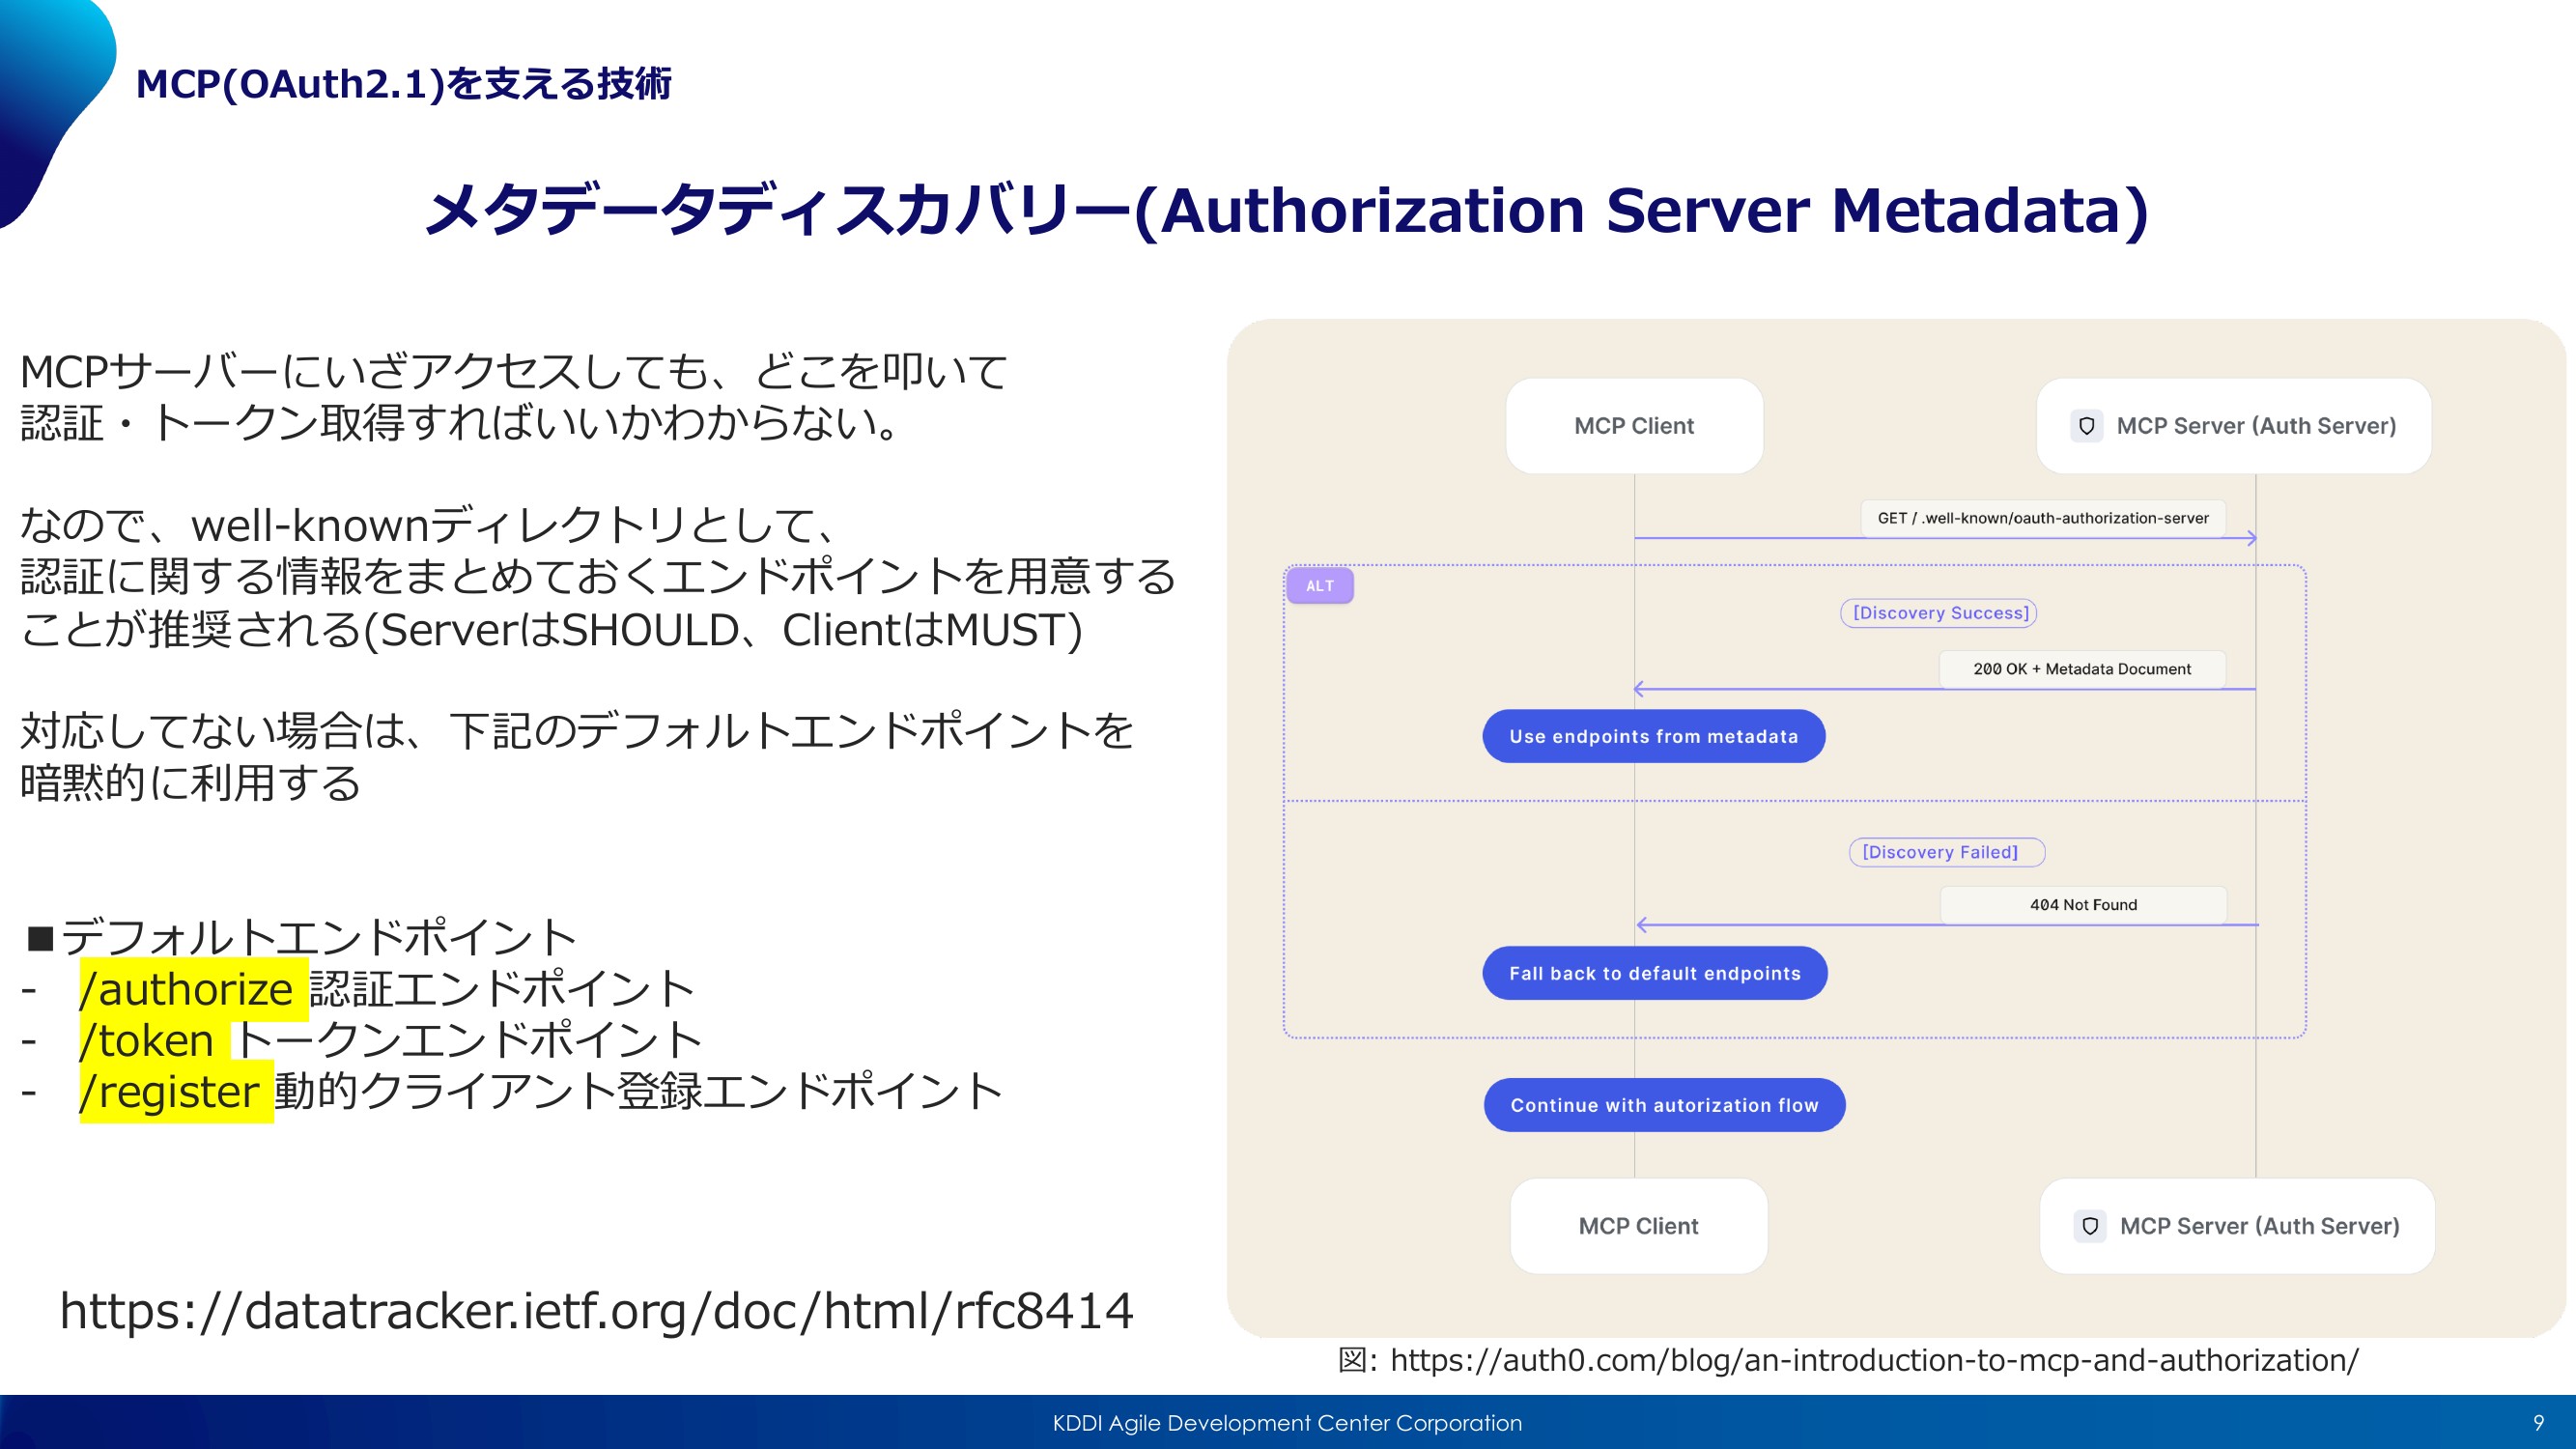 MCP(OAuth2.1)を支える技術
メタデータディスカバリー(Authorization Server Metadata)
MCPサーバーにいざアクセスしても、どこを叩いて
認証・トークン取得すればいいかわからない。
なので、well-knownディレクトリとして、
認証に関する情報をまとめておくエンドポイントを用意する
ことが推奨される(ServerはSHOULD、ClientはMUST)
対応してない場合は、下記のデフォルトエンドポイントを
暗黙的に利用する
■デフォルトエンドポイント
- /authorize 認証エンドポイント
- /token トークンエンドポイント
- /register 動的クライアント登録エンドポイント
https://datatracker.ietf.org/doc/html/rfc8414
MCP Client
MCP Server (Auth Server)
GET / .well-known/oauth-authorization-server
ALT
[Discovery Success]
200 OK + Metadata Document
Use endpoints from metadata
[Discovery Failed]
404 Not Found
Fall back to default endpoints
Continue with autorization flow
MCP Client
MCP Server (Auth Server)
図: https://auth0.com/blog/an-introduction-to-mcp-and-authorization/
KDDI Agile Development Center Corporation
9